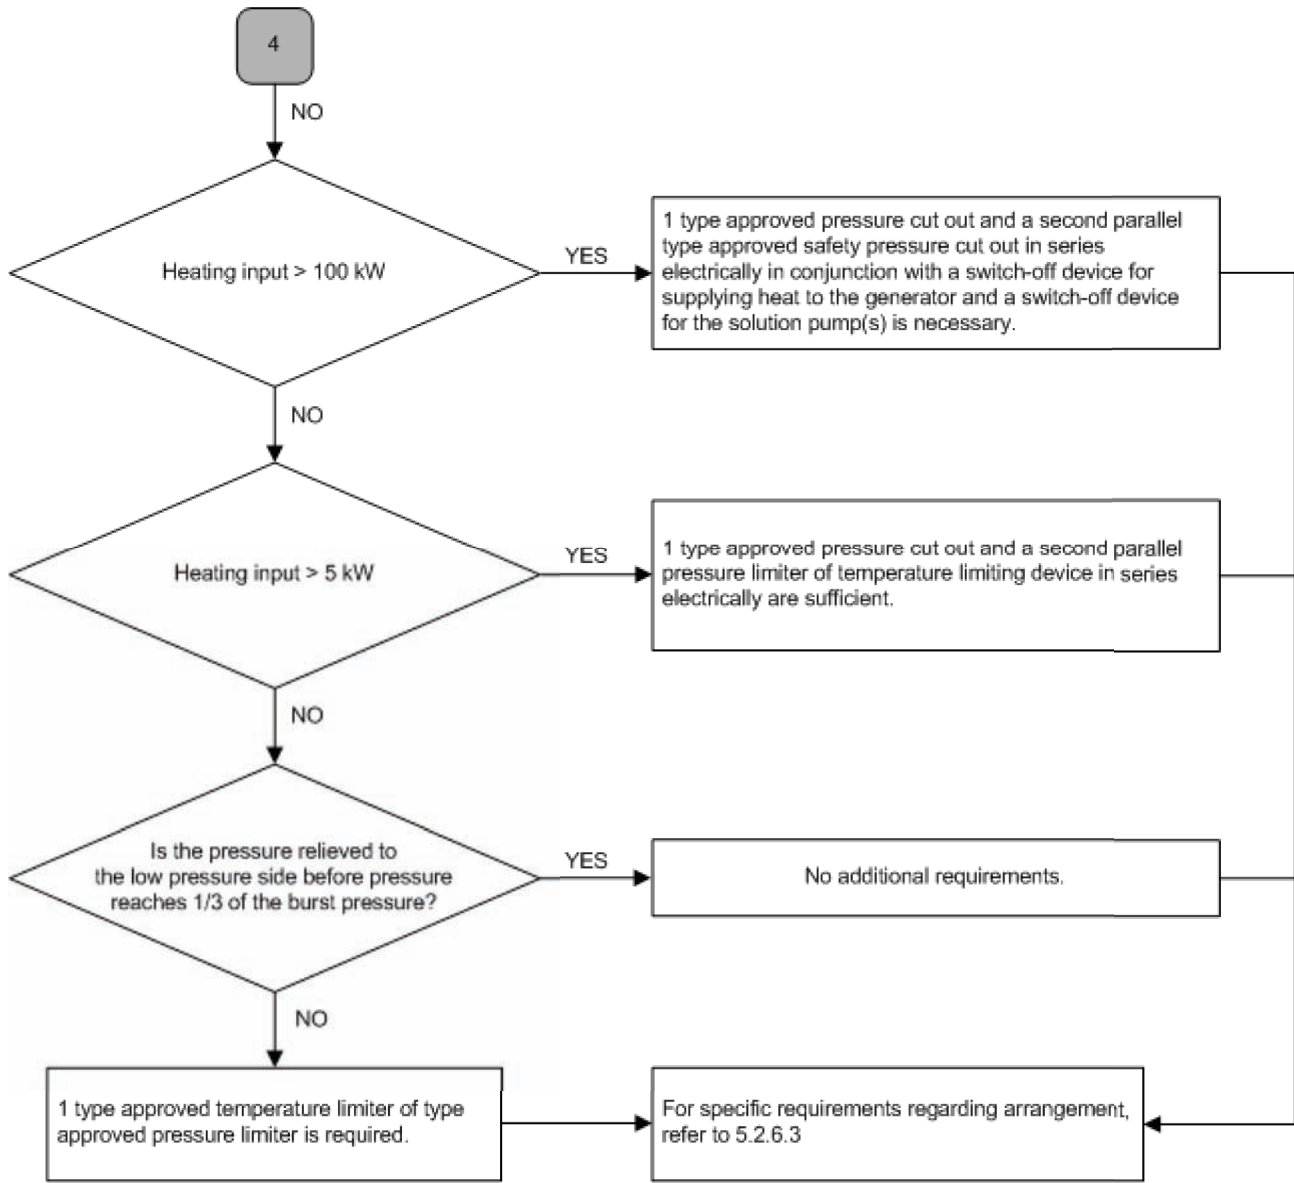 4
NO
Heating input > 100 kW
YES
1 type approved pressure cut out and a second parallel
type approved safety pressure cut out in series
electrically in conjunction with a switch-off device for
supplying heat to the generator and a switch-off device
for the solution pump(s) is necessary.
NO
Heating input > 5 kW
YES
1 type approved pressure cut out and a second parallel
pressure limiter of temperature limiting device in series
electrically are sufficient.
NO
Is the pressure relieved to
the low pressure side before pressure
reaches 1/3 of the burst pressure?
YES
No additional requirements.
NO
1 type approved temperature limiter of type
approved pressure limiter is required.
For specific requirements regarding arrangement,
refer to 5.2.6.3